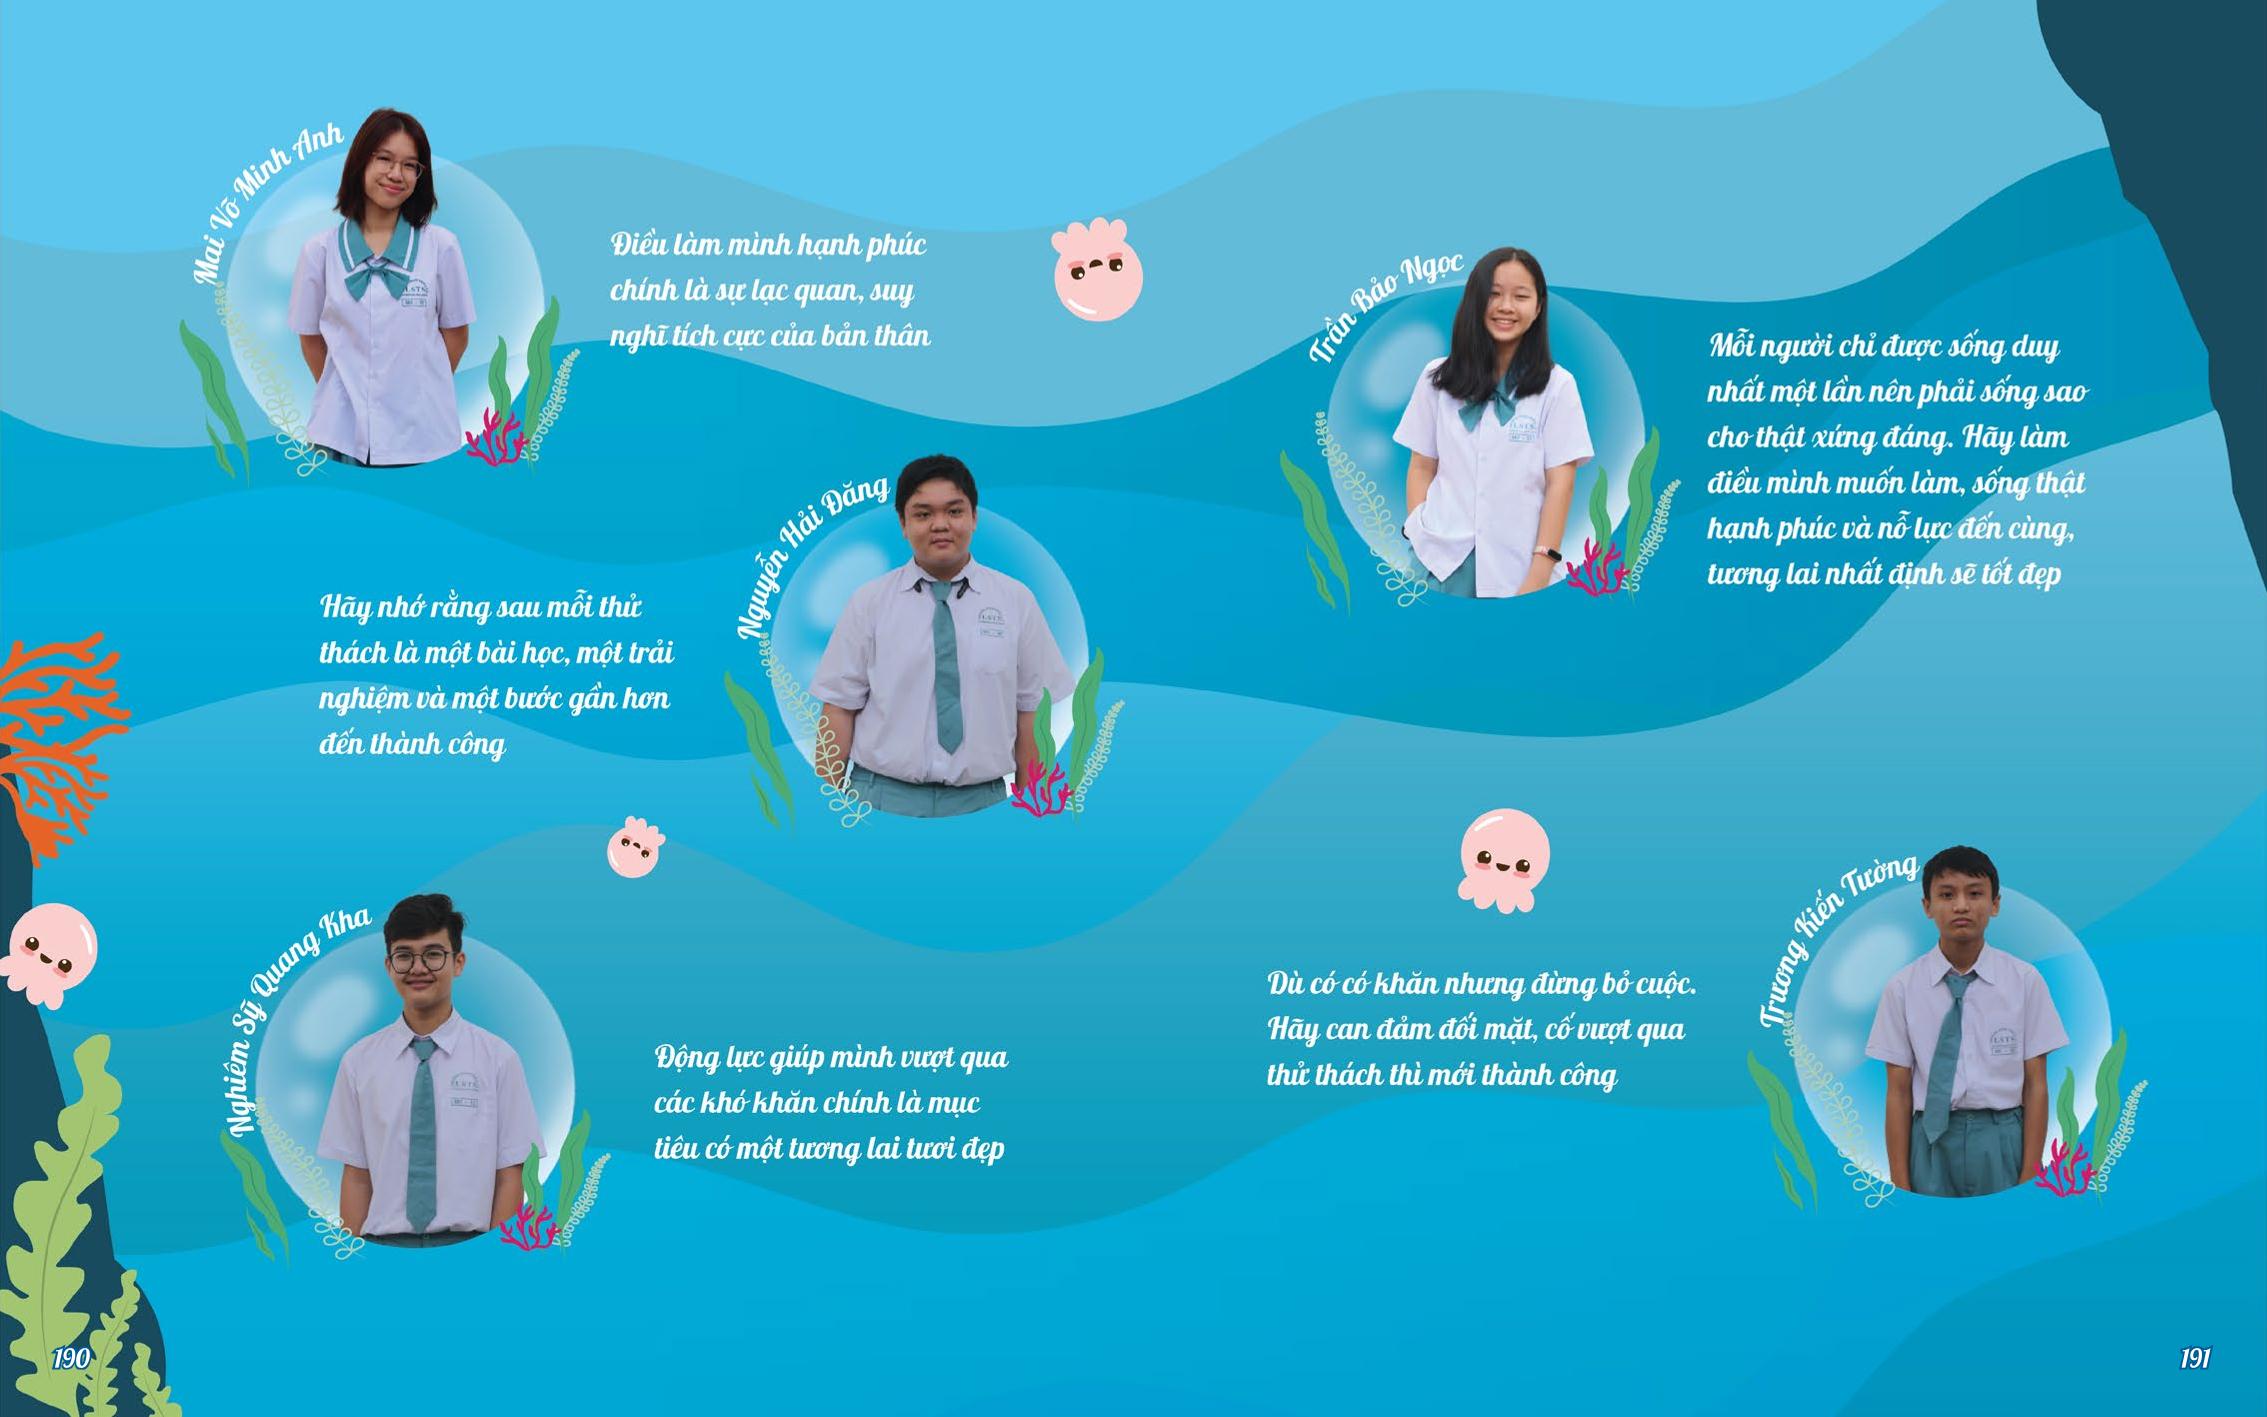 Mai Võ Minh Anh
Điều làm mình hạnh phúc
chính là sự lạc quan, suy
nghĩ tích cực của bản thân
Nguyễn Hải Đăng
Hãy nhớ rằng sau mỗi thử
thách là một bài học, một trải
nghiệm và một bước gần hơn
đến thành công
Nghiêm Sỹ Quang Kha
Động lực giúp mình vượt qua
các khó khăn chính là mục
tiêu có một tương lai tươi đẹp
190
Trần Bảo Ngọc
Mỗi người chỉ được sống duy
nhất một lần nên phải sống sao
cho thật xứng đáng. Hãy làm
điều mình muốn làm, sống thật
hạnh phúc và nỗ lực đến cùng,
tương lai nhất định sẽ tốt đẹp
Trương Kiến Tường
Dù có có khăn nhưng đừng bỏ cuộc.
Hãy can đảm đối mặt, cố vượt qua
thử thách thì mới thành công
191